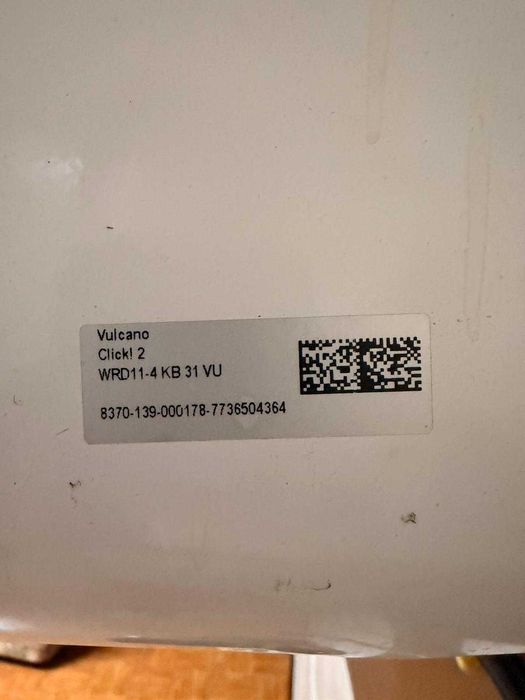 Vulcano
Click! 2
WRD11-4 KB 31 VU
8370-139-000178-7736504364